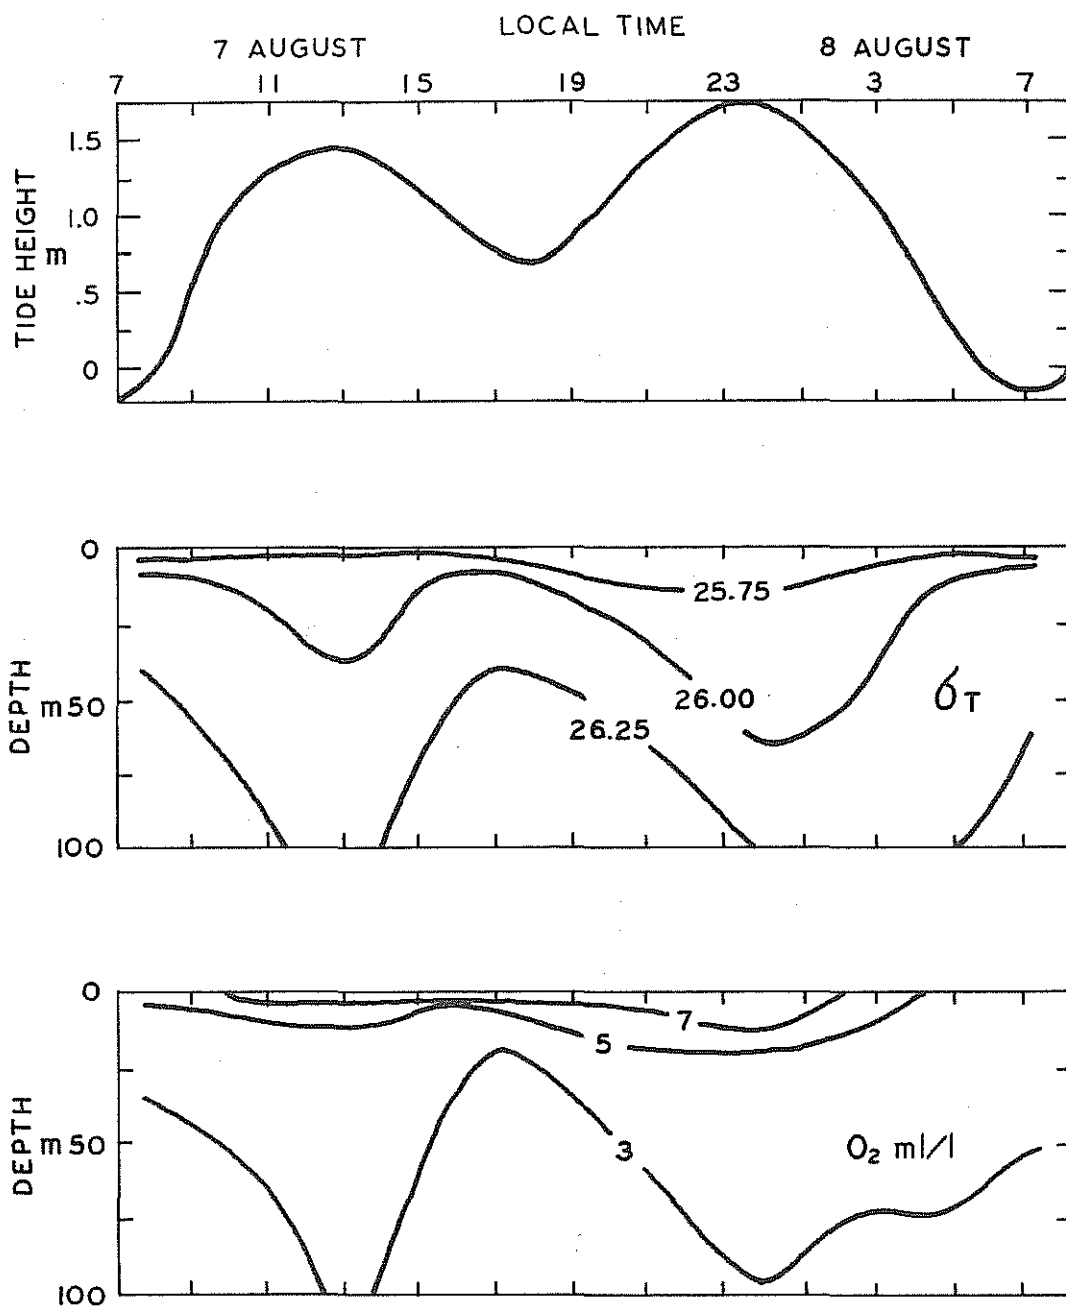 LOCAL TIME
7 AUGUST 8 AUGUST
7 11 15 19 23 3 7
TIDE HEIGHT
m
1.5
1.0
.5
0
DEPTH
m
0
50
100
25.75
26.00
26.25
σT
DEPTH
m
0
50
100
7
5
3
O₂ ml/l